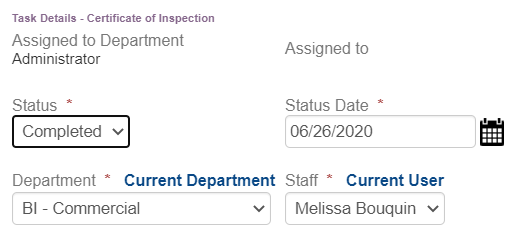 Task Details - Certificate of Inspection
Assigned to Department
Administrator
Assigned to
Status *
Completed
Status Date *
06/26/2020
Department * Current Department
BI - Commercial
Staff * Current User
Melissa Bouquin